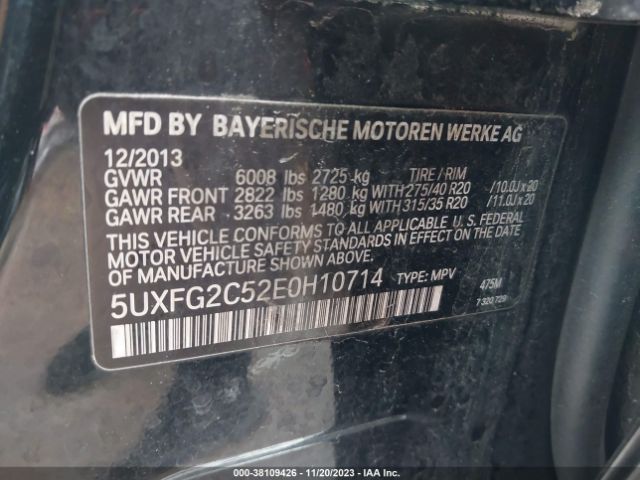 MFD BY BAYERISCHE MOTOREN WERKE AG
12/2013
GVWR 6008 lbs 2725 kg TIRE / RIM
GAWR FRONT 2822 lbs 1280 kg WITH 275/40 R20 / 10.0J x 20
GAWR REAR 3263 lbs 1480 kg WITH 315/35 R20 / 11.0J x 20
THIS VEHICLE CONFORMS TO ALL APPLICABLE U. S. FEDERAL
MOTOR VEHICLE SAFETY STANDARDS IN EFFECT ON THE DATE
OF MANUFACTURE SHOWN ABOVE.
5UXFG2C52E0H10714 TYPE: MPV 475M
7 320 729
000-38109426 - 11/20/2023 - IAA Inc.